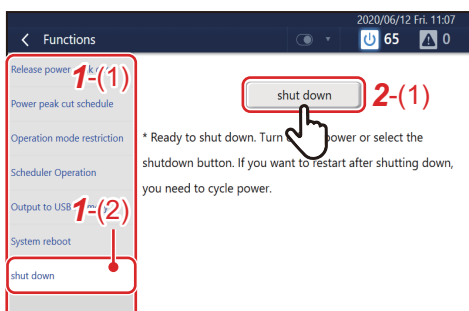 2020/06/12 Fri. 11:07
Functions
65
0
Release power
1-(1)
Power peak cut schedule
Operation mode restriction
Scheduler Operation
Output to USB
1-(2)
System reboot
shut down
shut down
2-(1)
* Ready to shut down. Turn power or select the
shutdown button. If you want to restart after shutting down,
you need to cycle power.